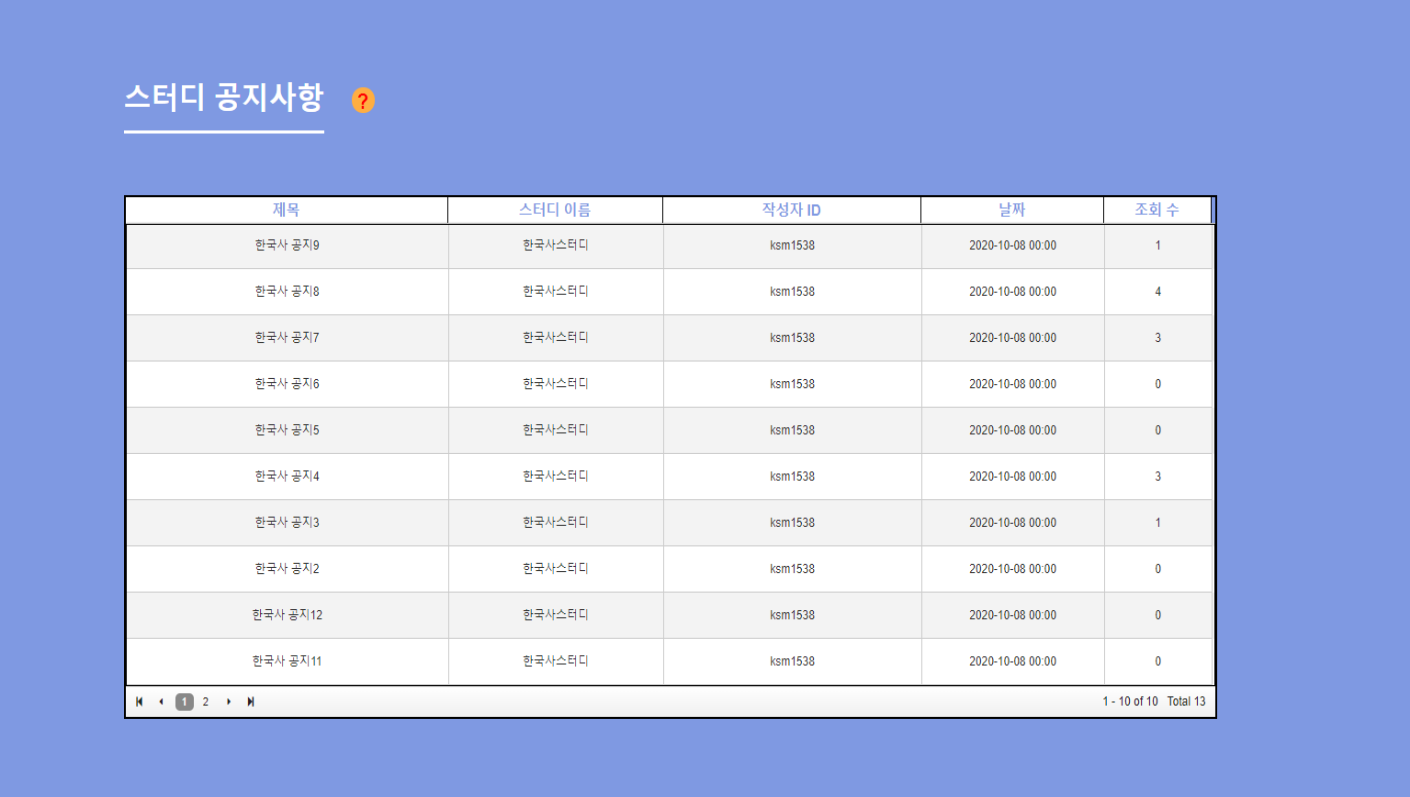 스터디 공지사항 ?
제목 스터디 이름 작성자 ID 날짜 조회 수
한국사 공지9 한국사스터디 ksm1538 2020-10-08 00:00 1
한국사 공지8 한국사스터디 ksm1538 2020-10-08 00:00 4
한국사 공지7 한국사스터디 ksm1538 2020-10-08 00:00 3
한국사 공지6 한국사스터디 ksm1538 2020-10-08 00:00 0
한국사 공지5 한국사스터디 ksm1538 2020-10-08 00:00 0
한국사 공지4 한국사스터디 ksm1538 2020-10-08 00:00 3
한국사 공지3 한국사스터디 ksm1538 2020-10-08 00:00 1
한국사 공지2 한국사스터디 ksm1538 2020-10-08 00:00 0
한국사 공지12 한국사스터디 ksm1538 2020-10-08 00:00 0
한국사 공지11 한국사스터디 ksm1538 2020-10-08 00:00 0
1 2 1 - 10 of 10 Total 13